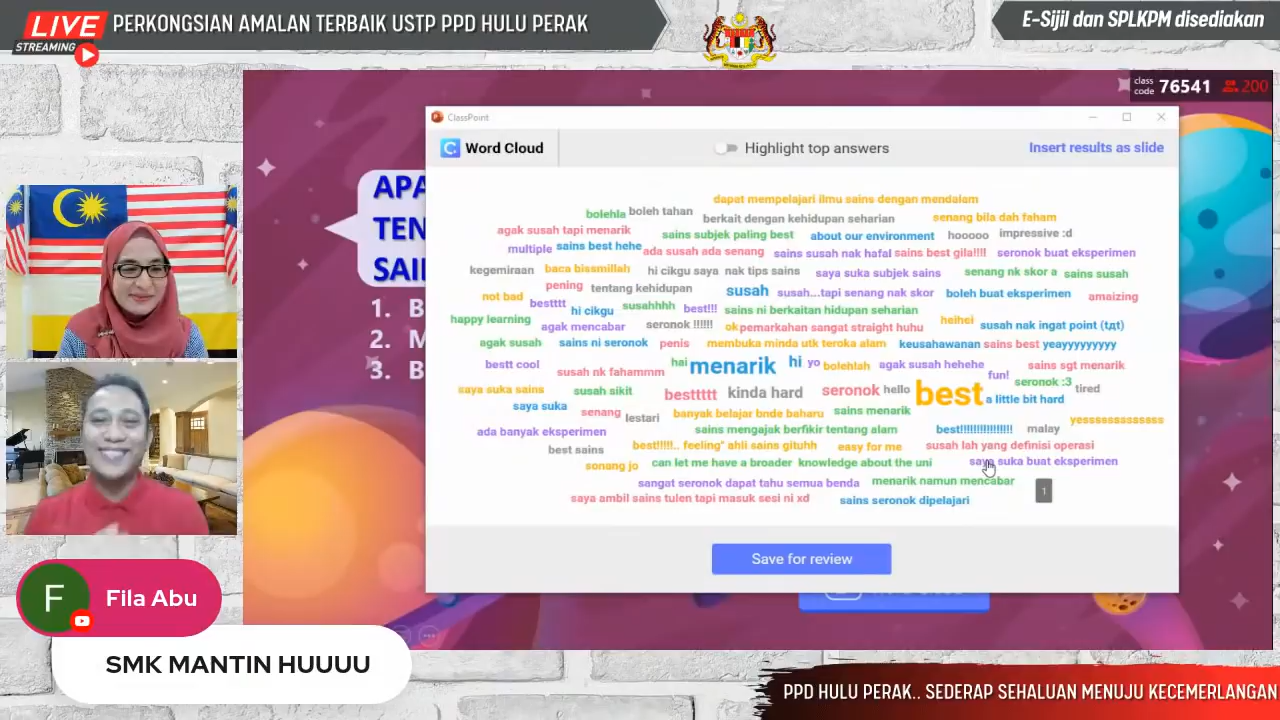 LIVE
STREAMING
PERKONGSIAN AMALAN TERBAIK USTP PPD HULU PERAK
E-Sijil dan SPLKPM disediakan
class code 76541 200
ClassPoint
Word Cloud
Highlight top answers
Insert results as slide
APA
TEN
SAI
1. B
2. M
3. B
dapat mempelajari ilmu sains dengan mendalam
bolehla boleh tahan berkait dengan kehidupan seharian senang bila dah faham
agak susah tapi menarik sains subjek paling best about our environment hooooo impressive :d
multiple sains best hehe ada susah ada senang sains susah nak hafal sains best gila!!!! seronok buat eksperimen
kegemiraan baca bissmillah hi cikgu saya nak tips sains saya suka subjek sains senang nk skor a sains susah
pening tentang kehidupan susah susah...tapi senang nak skor boleh buat eksperimen amaizing
not bad besttt hi cikgu susahhhh best!!! sains ni berkaitan hidupan seharian
happy learning agak mencabar seronok !!!!!! ok pemarkahan sangat straight huhu heihei susah nak ingat point (tдt)
agak susah sains ni seronok penis membuka minda utk teroka alam keusahawanan sains best yeayyyyyyyyy
bestt cool susah nk fahammm hai menarik hi yo bolehlah agak susah hehehe fun! sains sgt menarik
saya suka sains susah sikit besttttt kinda hard seronok hello best seronok :3 tired
saya suka senang lestari banyak belajar bnde baharu sains menarik a little bit hard yessssssssssss
ada banyak eksperimen sains mengajak berfikir tentang alam best!!!!!!!!!!!!!!!! malay
best sains best!!!!!.. feeling" ahli sains gituhh easy for me susah lah yang definisi operasi
sonang jo can let me have a broader knowledge about the uni saya suka buat eksperimen
sangat seronok dapat tahu semua benda menarik namun mencabar
saya ambil sains tulen tapi masuk sesi ni xd sains seronok dipelajari
1
Save for review
F Fila Abu
SMK MANTIN HUUUU
PPD HULU PERAK.. SEDERAP SEHALUAN MENUJU KECEMERLANGAN